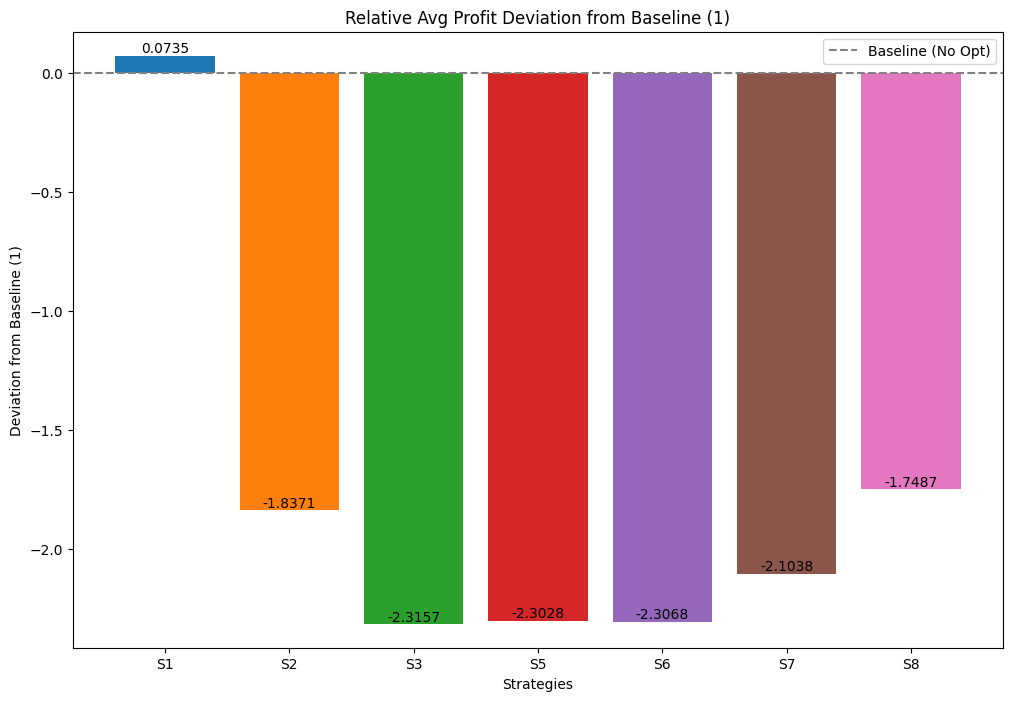 Relative Avg Profit Deviation from Baseline (1)
Baseline (No Opt)
Deviation from Baseline (1)
0.0
−0.5
−1.0
−1.5
−2.0
0.0735
-1.8371
-2.3157
-2.3028
-2.3068
-2.1038
-1.7487
S1 S2 S3 S5 S6 S7 S8
Strategies